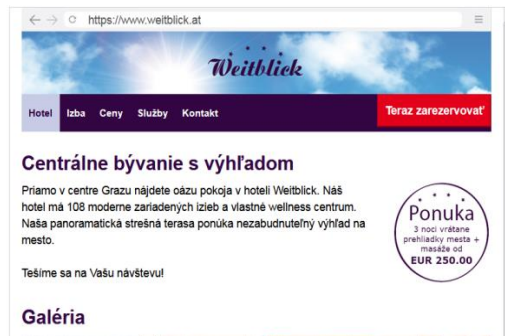 https://www.weitblick.at
Weitblick
Hotel Izba Ceny Služby Kontakt Teraz zarezervovať
Centrálne bývanie s výhľadom
Priamo v centre Grazu nájdete oázu pokoja v hoteli Weitblick. Náš
hotel má 108 moderne zariadených izieb a vlastné wellness centrum.
Naša panoramatická strešná terasa ponúka nezabudnuteľný výhľad na
mesto.
Tešíme sa na Vašu návštevu!
Ponuka
3 noci vrátane
prehliadky mesta +
masáže od
EUR 250.00
Galéria